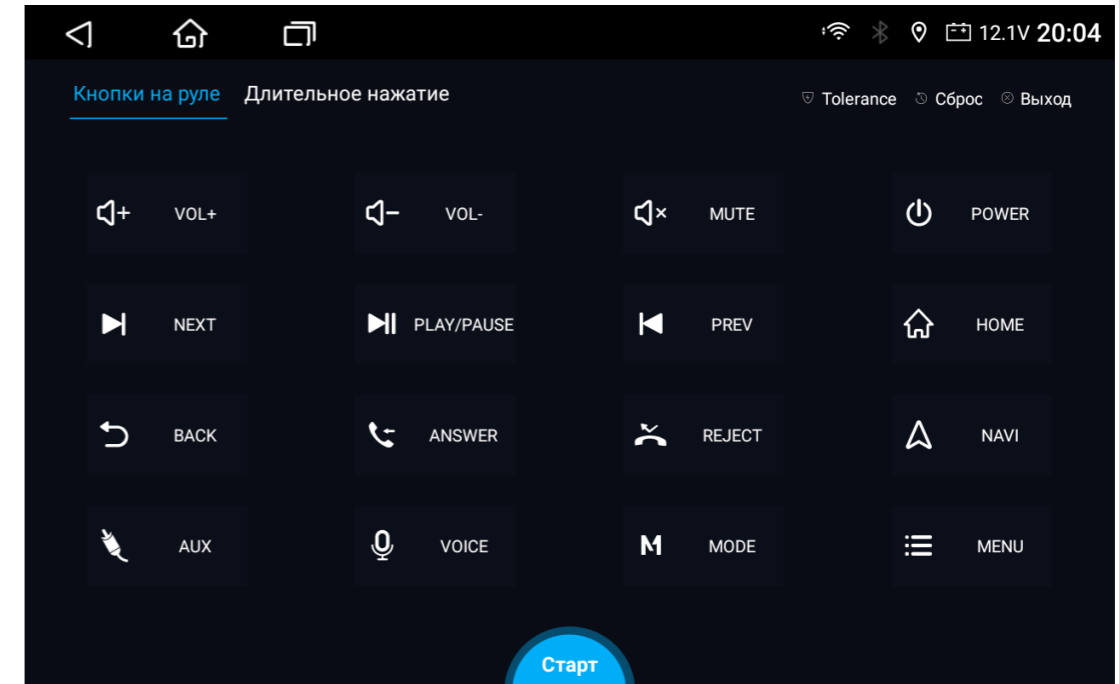 12.1V 20:04
Кнопки на руле Длительное нажатие Tolerance Сброс Выход
VOL+ VOL- MUTE POWER
NEXT PLAY/PAUSE PREV HOME
BACK ANSWER REJECT NAVI
AUX VOICE M MODE MENU
Старт